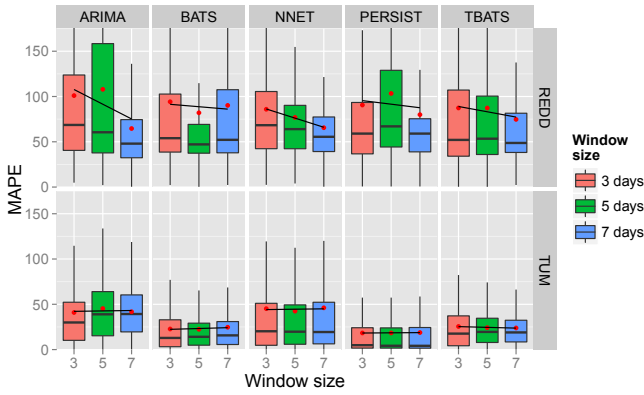 ARIMA BATS NNET PERSIST TBATS
150
100
50
0
REDD
MAPE
150
100
50
0
TUM
3 5 7 3 5 7 3 5 7 3 5 7 3 5 7
Window size
Window
size
3 days
5 days
7 days